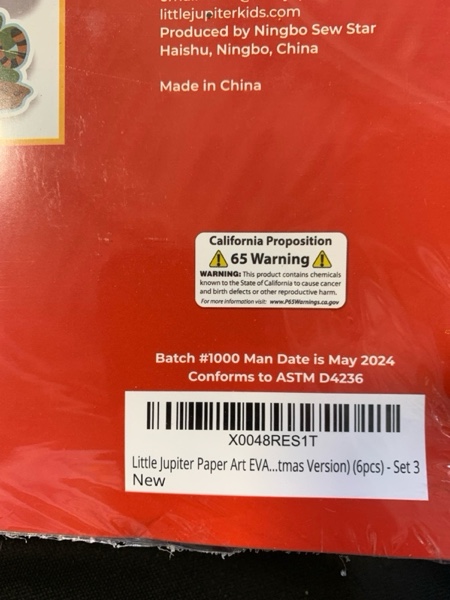 littlejupiterkids.com
Produced by Ningbo Sew Star
Haishu, Ningbo, China
Made in China
California Proposition
65 Warning
WARNING: This product contains chemicals
known to the State of California to cause cancer
and birth defects or other reproductive harm.
For more information visit: www.P65Warnings.ca.gov
Batch #1000 Man Date is May 2024
Conforms to ASTM D4236
X0048RES1T
Little Jupiter Paper Art EVA...tmas Version) (6pcs) - Set 3
New